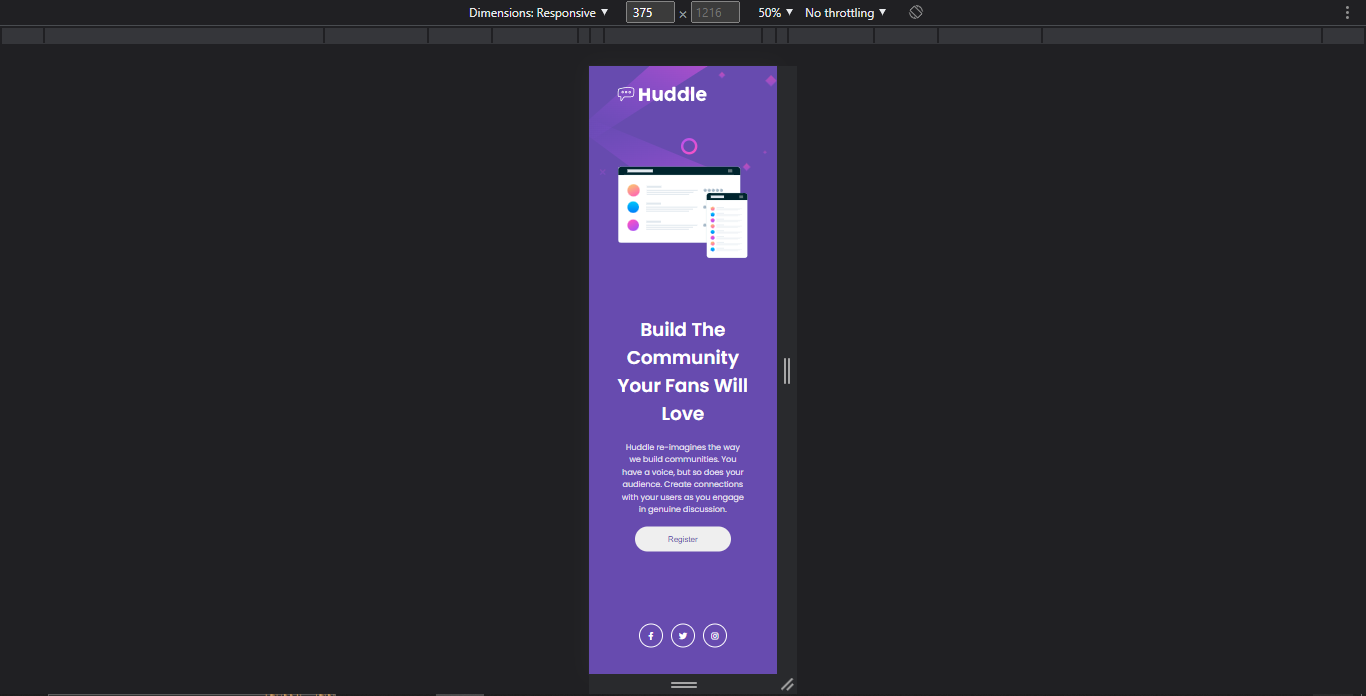 Dimensions: Responsive ▼ 375 × 1216 50% ▼ No throttling ▼
Huddle
Build The
Community
Your Fans Will
Love
Huddle re-imagines the way
we build communities. You
have a voice, but so does your
audience. Create connections
with your users as you engage
in genuine discussion.
Register